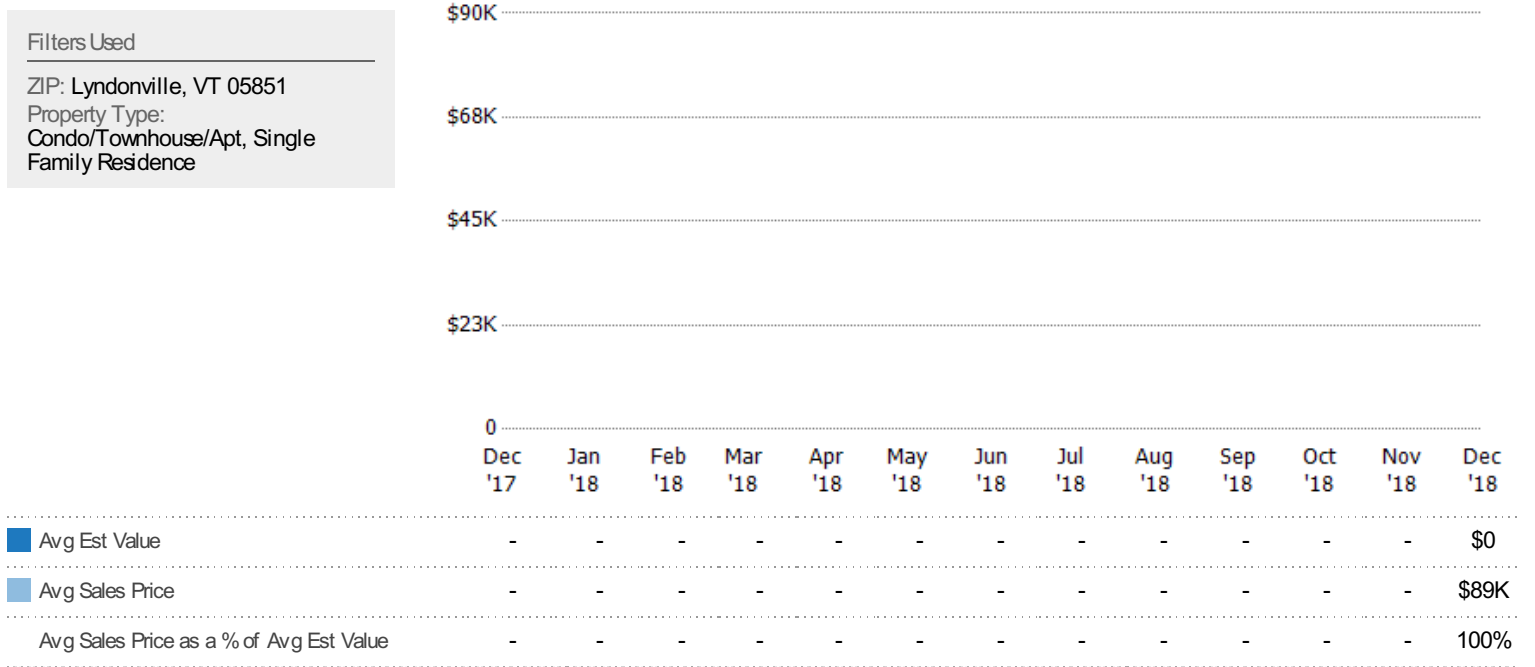 Filters Used
ZIP: Lyndonville, VT 05851
Property Type:
Condo/Townhouse/Apt, Single
Family Residence
$90K
$68K
$45K
$23K
0
Dec Jan Feb Mar Apr May Jun Jul Aug Sep Oct Nov Dec
'17 '18 '18 '18 '18 '18 '18 '18 '18 '18 '18 '18 '18
Avg Est Value - - - - - - - - - - - - $0
Avg Sales Price - - - - - - - - - - - - $89K
Avg Sales Price as a % of Avg Est Value - - - - - - - - - - - - 100%